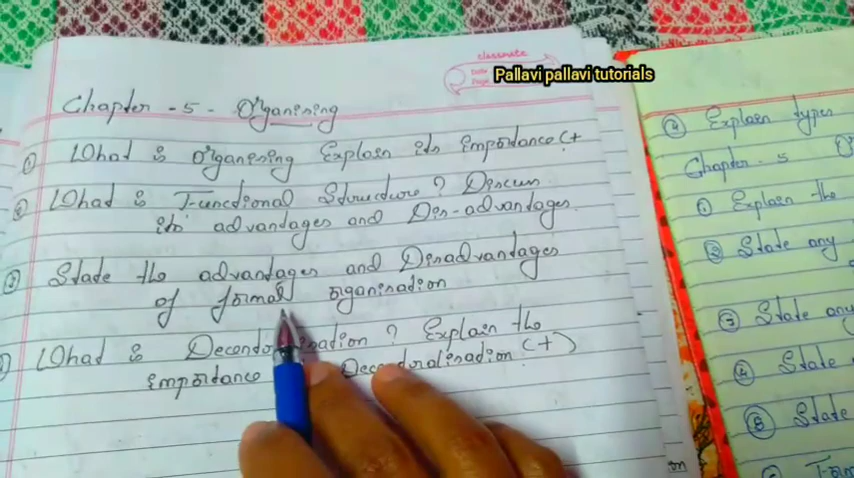 classmate
Date
Page
Pallavi pallavi tutorials
Chapter - 5 - Organising
① What is organising Explain its importance (+
② What is Functional Structure? Discuss
its advantages and Dis-advantages
③ State the advantages and Disadvantages
of formal organisation
What is Decentralisation? Explain the
importance Decentralisation (+)
④ Explain types
Chapter - 5 O
① Explain the
② State any
③ State any
④ State
⑤ State